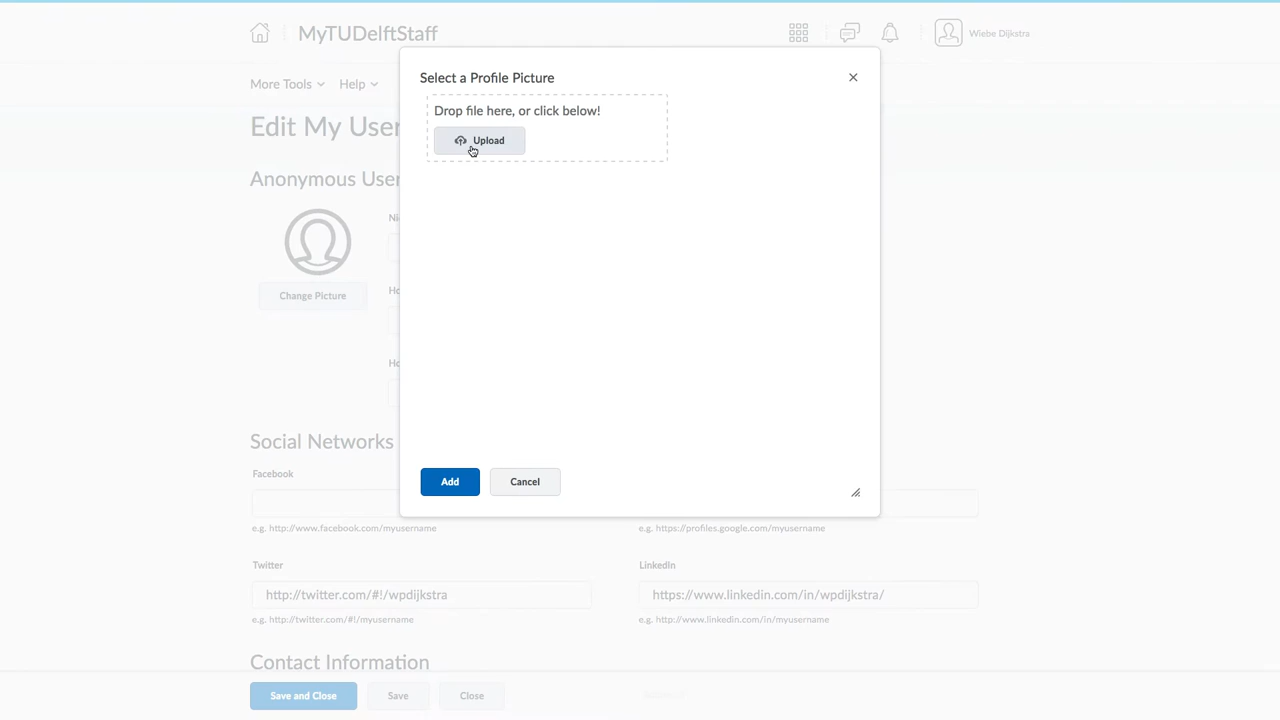 MyTUDelftStaff
Wiebe Dijkstra
More Tools
Help
Select a Profile Picture
Drop file here, or click below!
Upload
Edit My User
Anonymous User
Change Picture
Add
Cancel
Social Networks
Facebook
e.g. http://www.facebook.com/myusername
e.g. https://profiles.google.com/myusername
Twitter
LinkedIn
http://twitter.com/#!/wpdijkstra
https://www.linkedin.com/in/wpdijkstra/
e.g. http://twitter.com/#!/myusername
e.g. http://www.linkedin.com/in/myusername
Contact Information
Save and Close
Save
Close